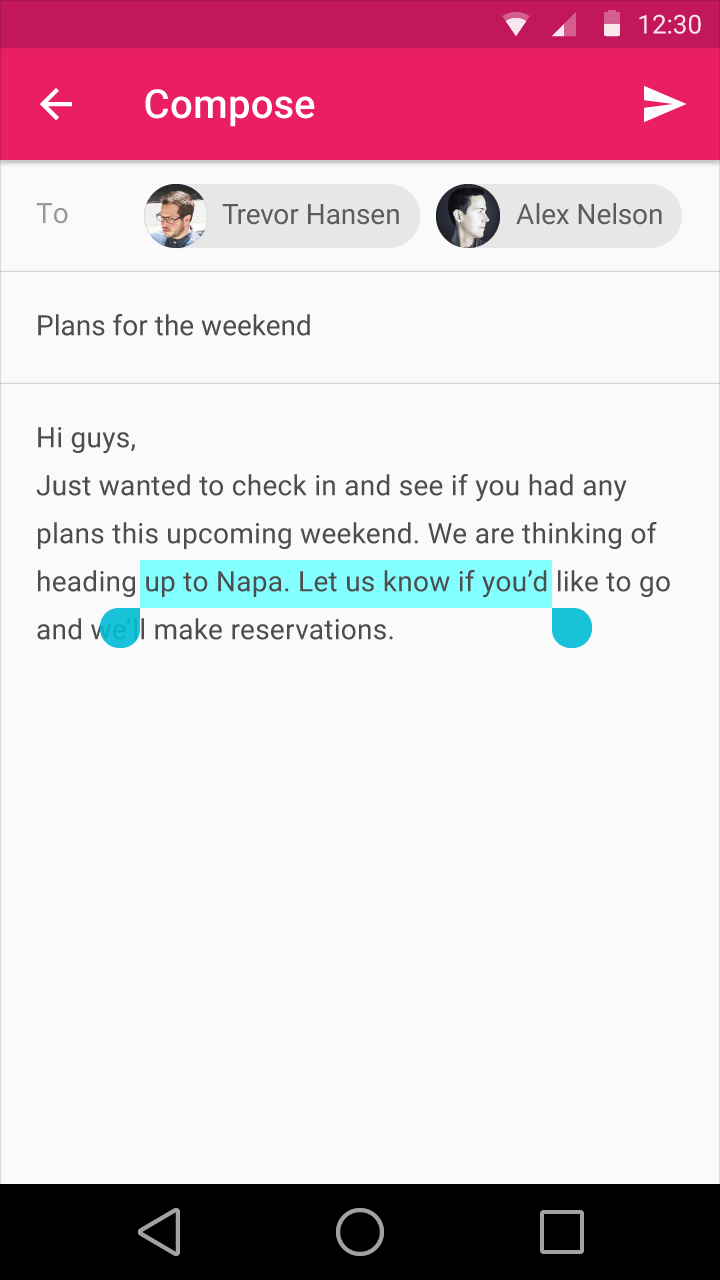 12:30
Compose
To Trevor Hansen Alex Nelson
Plans for the weekend
Hi guys,
Just wanted to check in and see if you had any
plans this upcoming weekend. We are thinking of
heading up to Napa. Let us know if you’d like to go
and we’ll make reservations.